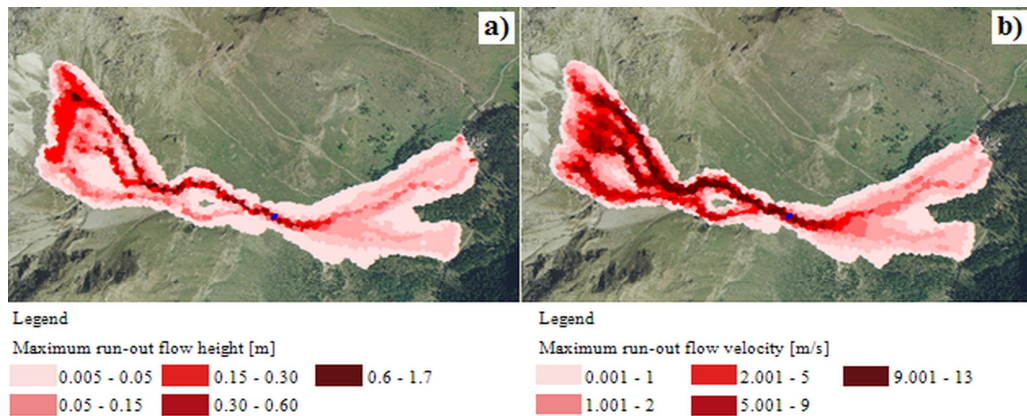 a)
b)
Legend
Maximum run-out flow height [m]
0.005 - 0.05
0.15 - 0.30
0.6 - 1.7
0.05 - 0.15
0.30 - 0.60
Legend
Maximum run-out flow velocity [m/s]
0.001 - 1
2.001 - 5
9.001 - 13
1.001 - 2
5.001 - 9